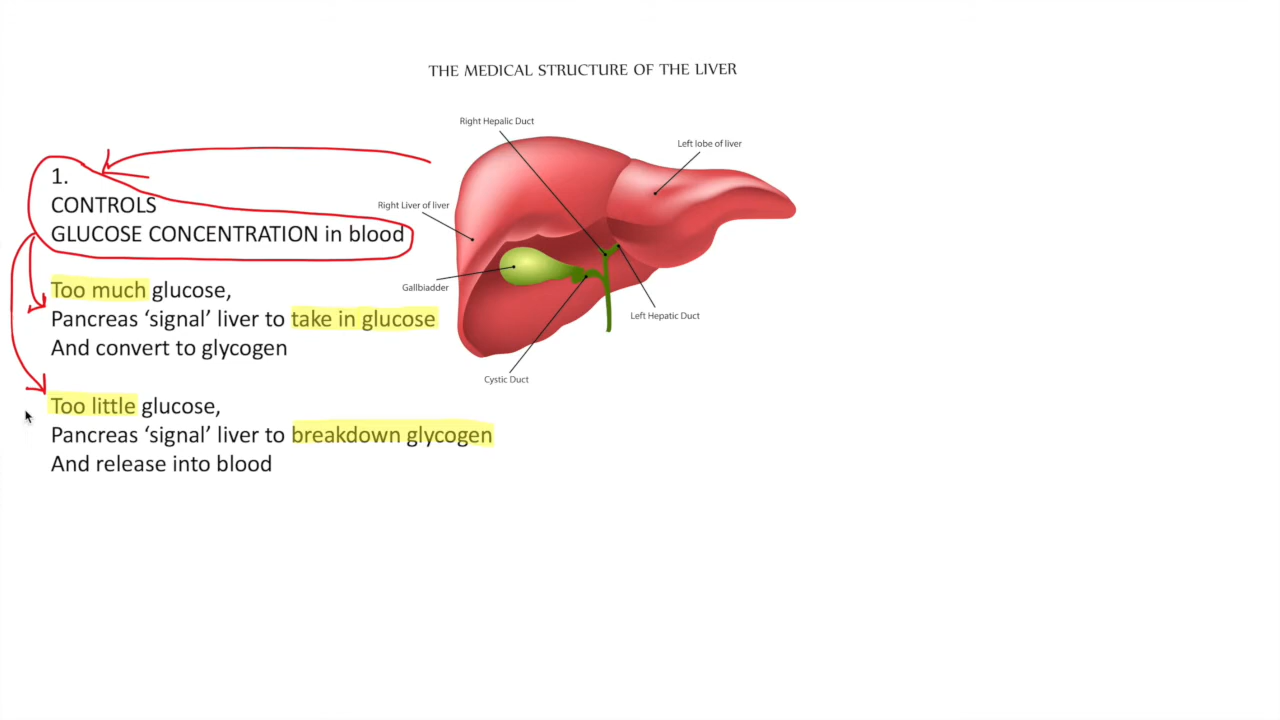 THE MEDICAL STRUCTURE OF THE LIVER
Right Hepalic Duct
Left lobe of liver
Right Liver of liver
Gallbadder
Left Hepatic Duct
Cystic Duct
1.
CONTROLS
GLUCOSE CONCENTRATION in blood
Too much glucose,
Pancreas ‘signal’ liver to take in glucose
And convert to glycogen
Too little glucose,
Pancreas ‘signal’ liver to breakdown glycogen
And release into blood